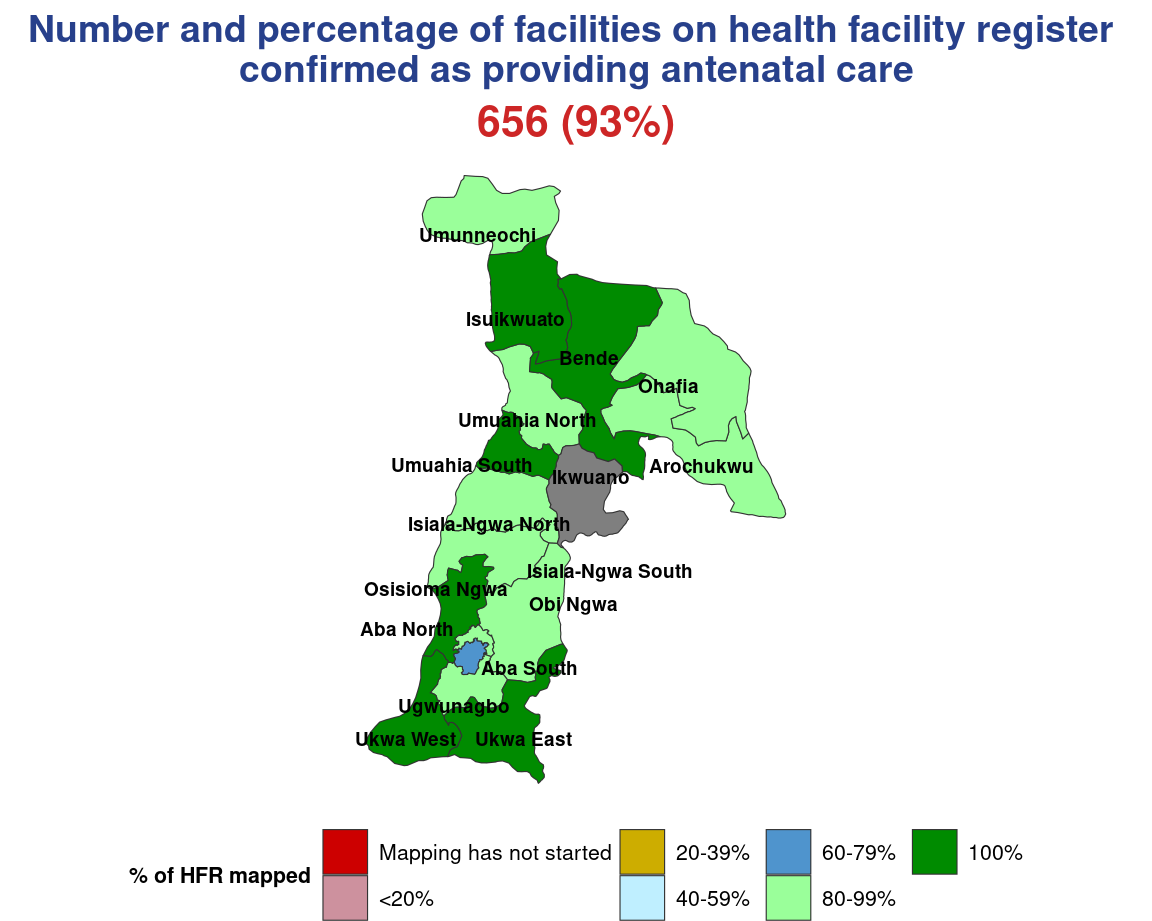 Number and percentage of facilities on health facility register
confirmed as providing antenatal care
656 (93%)
Umunneochi
Isuikwuato
Bende
Ohafia
Umuahia North
Umuahia South
Arochukwu
Ikwuano
Isiala-Ngwa North
Isiala-Ngwa South
Osisioma Ngwa
Obi Ngwa
Aba North
Aba South
Ugwunagbo
Ukwa West
Ukwa East
% of HFR mapped
Mapping has not started
20-39%
60-79%
100%
<20%
40-59%
80-99%